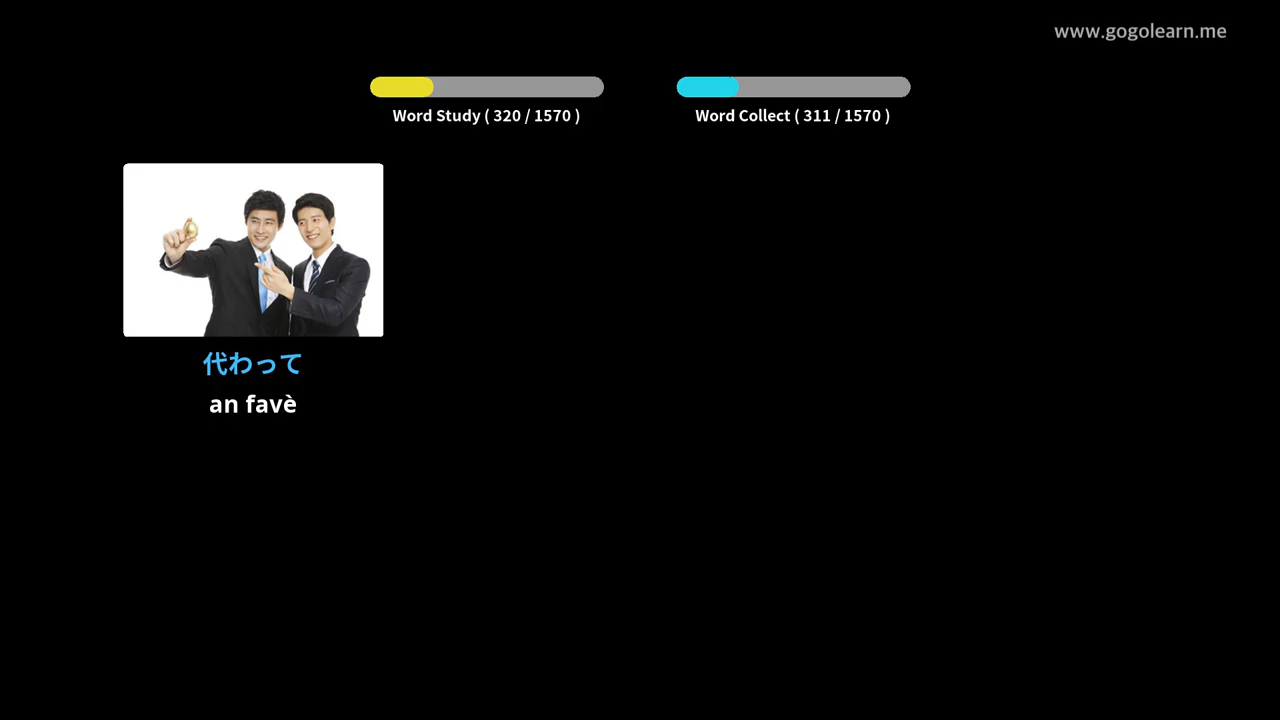 www.gogolearn.me
Word Study ( 320 / 1570 )
Word Collect ( 311 / 1570 )
代わって
an favè